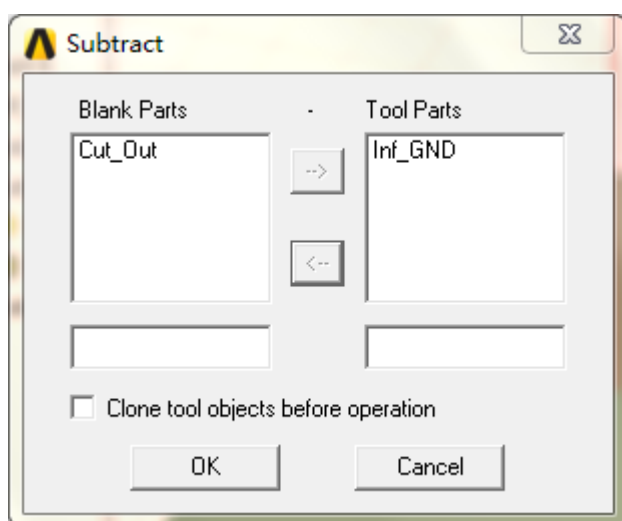 Subtract
Blank Parts - Tool Parts
Cut_Out
-->
Inf_GND
<--
Clone tool objects before operation
OK Cancel